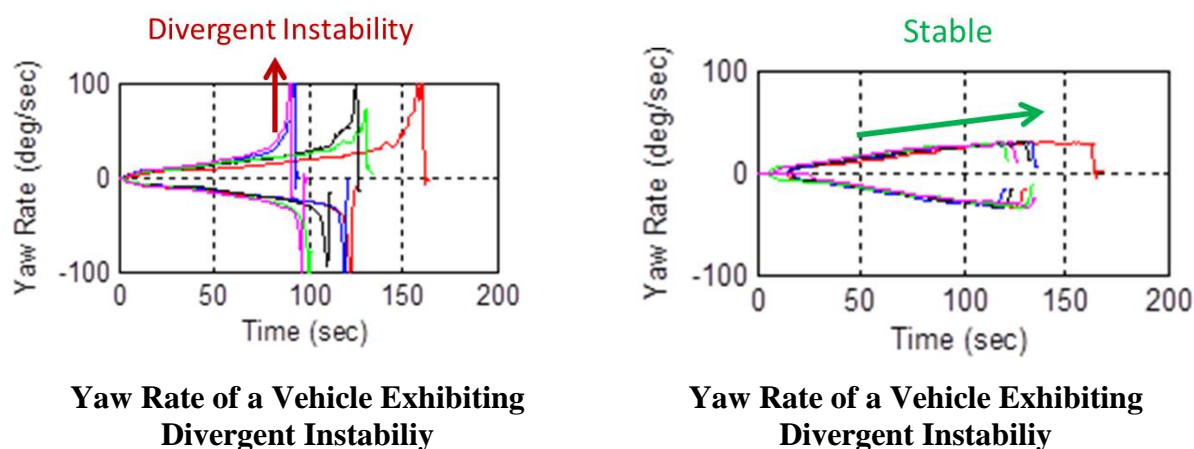 Divergent Instability
100
0
-100
Yaw Rate (deg/sec)
0 50 100 150 200
Time (sec)
Yaw Rate of a Vehicle Exhibiting
Divergent Instabiliy
Stable
100
0
-100
Yaw Rate (deg/sec)
0 50 100 150 200
Time (sec)
Yaw Rate of a Vehicle Exhibiting
Divergent Instabiliy